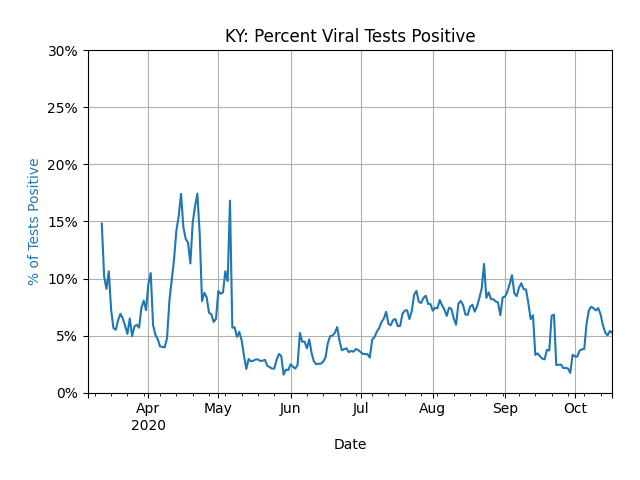 KY: Percent Viral Tests Positive
30%
25%
20%
15%
10%
5%
0%
% of Tests Positive
Apr May Jun Jul Aug Sep Oct
2020
Date